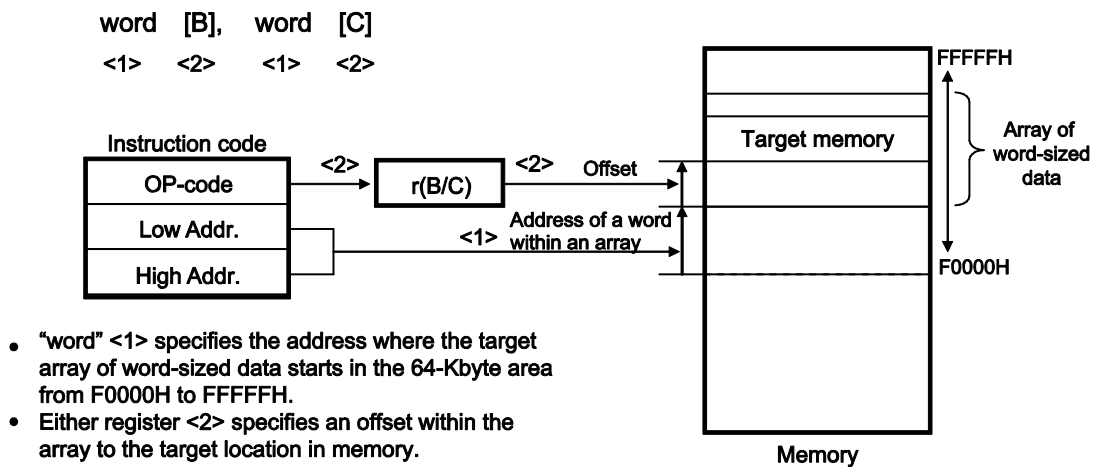 word [B], word [C]
<1> <2> <1> <2>
FFFFFH
Instruction code
OP-code
Low Addr.
High Addr.
<2>
r(B/C)
<2>
Offset
<1>
Address of a word
within an array
Target memory
Array of
word-sized
data
F0000H
Memory
• “word” <1> specifies the address where the target
array of word-sized data starts in the 64-Kbyte area
from F0000H to FFFFFH.
• Either register <2> specifies an offset within the
array to the target location in memory.